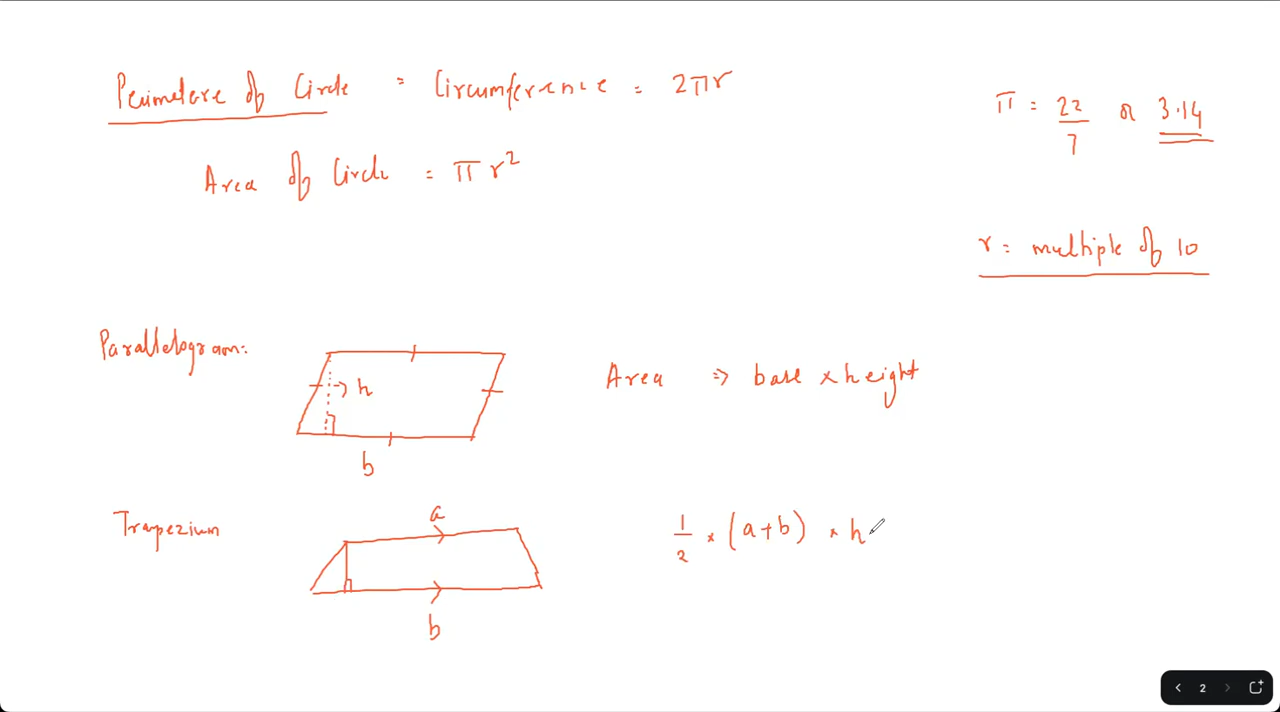 Perimetere of Circle = Circumference = 2πr
π = 22/7 or 3.14
Area of Circle = πr²
r = multiple of 10
Parallelogram:
h
b
Area => base × height
Trapezium
a
b
1/2 × (a+b) × h
2